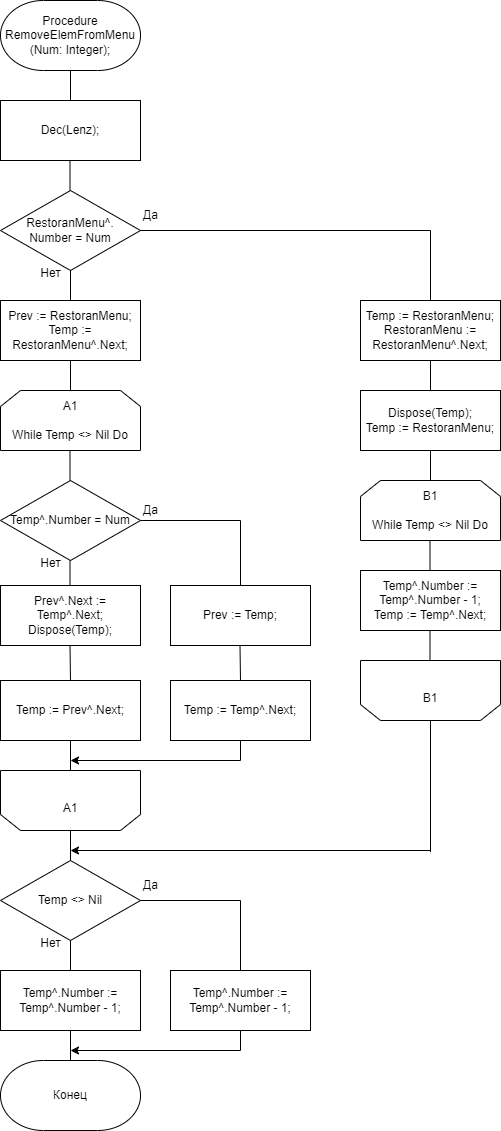 Procedure
RemoveElemFromMenu
(Num: Integer);
Dec(Lenz);
RestoranMenu^.
Number = Num
Да
Нет
Prev := RestoranMenu;
Temp :=
RestoranMenu^.Next;
Temp := RestoranMenu;
RestoranMenu :=
RestoranMenu^.Next;
A1
While Temp <> Nil Do
Dispose(Temp);
Temp := RestoranMenu;
Temp^.Number = Num
Да
Нет
B1
While Temp <> Nil Do
Prev^.Next :=
Temp^.Next;
Dispose(Temp);
Prev := Temp;
Temp^.Number :=
Temp^.Number - 1;
Temp := Temp^.Next;
Temp := Prev^.Next;
Temp := Temp^.Next;
B1
A1
Temp <> Nil
Да
Нет
Temp^.Number :=
Temp^.Number - 1;
Temp^.Number :=
Temp^.Number - 1;
Конец